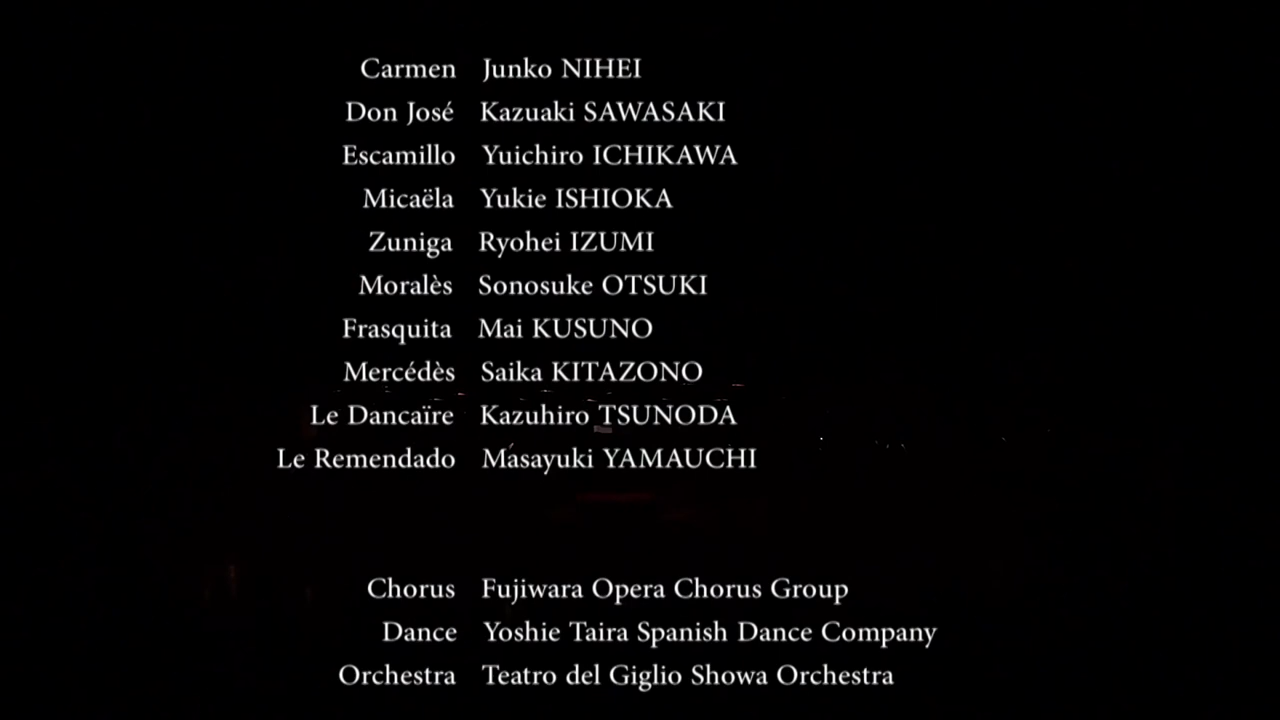 Carmen Junko NIHEI
Don José Kazuaki SAWASAKI
Escamillo Yuichiro ICHIKAWA
Micaëla Yukie ISHIOKA
Zuniga Ryohei IZUMI
Moralès Sonosuke OTSUKI
Frasquita Mai KUSUNO
Mercédès Saika KITAZONO
Le Dancaïre Kazuhiro TSUNODA
Le Remendado Masayuki YAMAUCHI
Chorus Fujiwara Opera Chorus Group
Dance Yoshie Taira Spanish Dance Company
Orchestra Teatro del Giglio Showa Orchestra